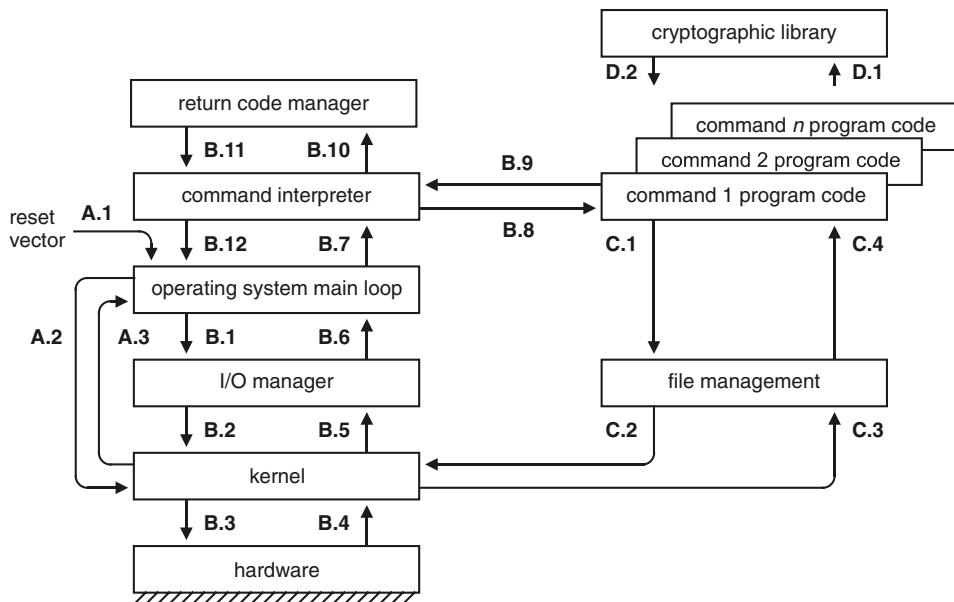 cryptographic library
D.2
D.1
return code manager
command n program code
B.11
B.10
command 2 program code
B.9
command interpreter
command 1 program code
A.1
reset
vector
B.8
B.12
B.7
C.1
C.4
operating system main loop
A.2
A.3
B.1
B.6
I/O manager
file management
B.2
B.5
C.2
C.3
kernel
B.3
B.4
hardware